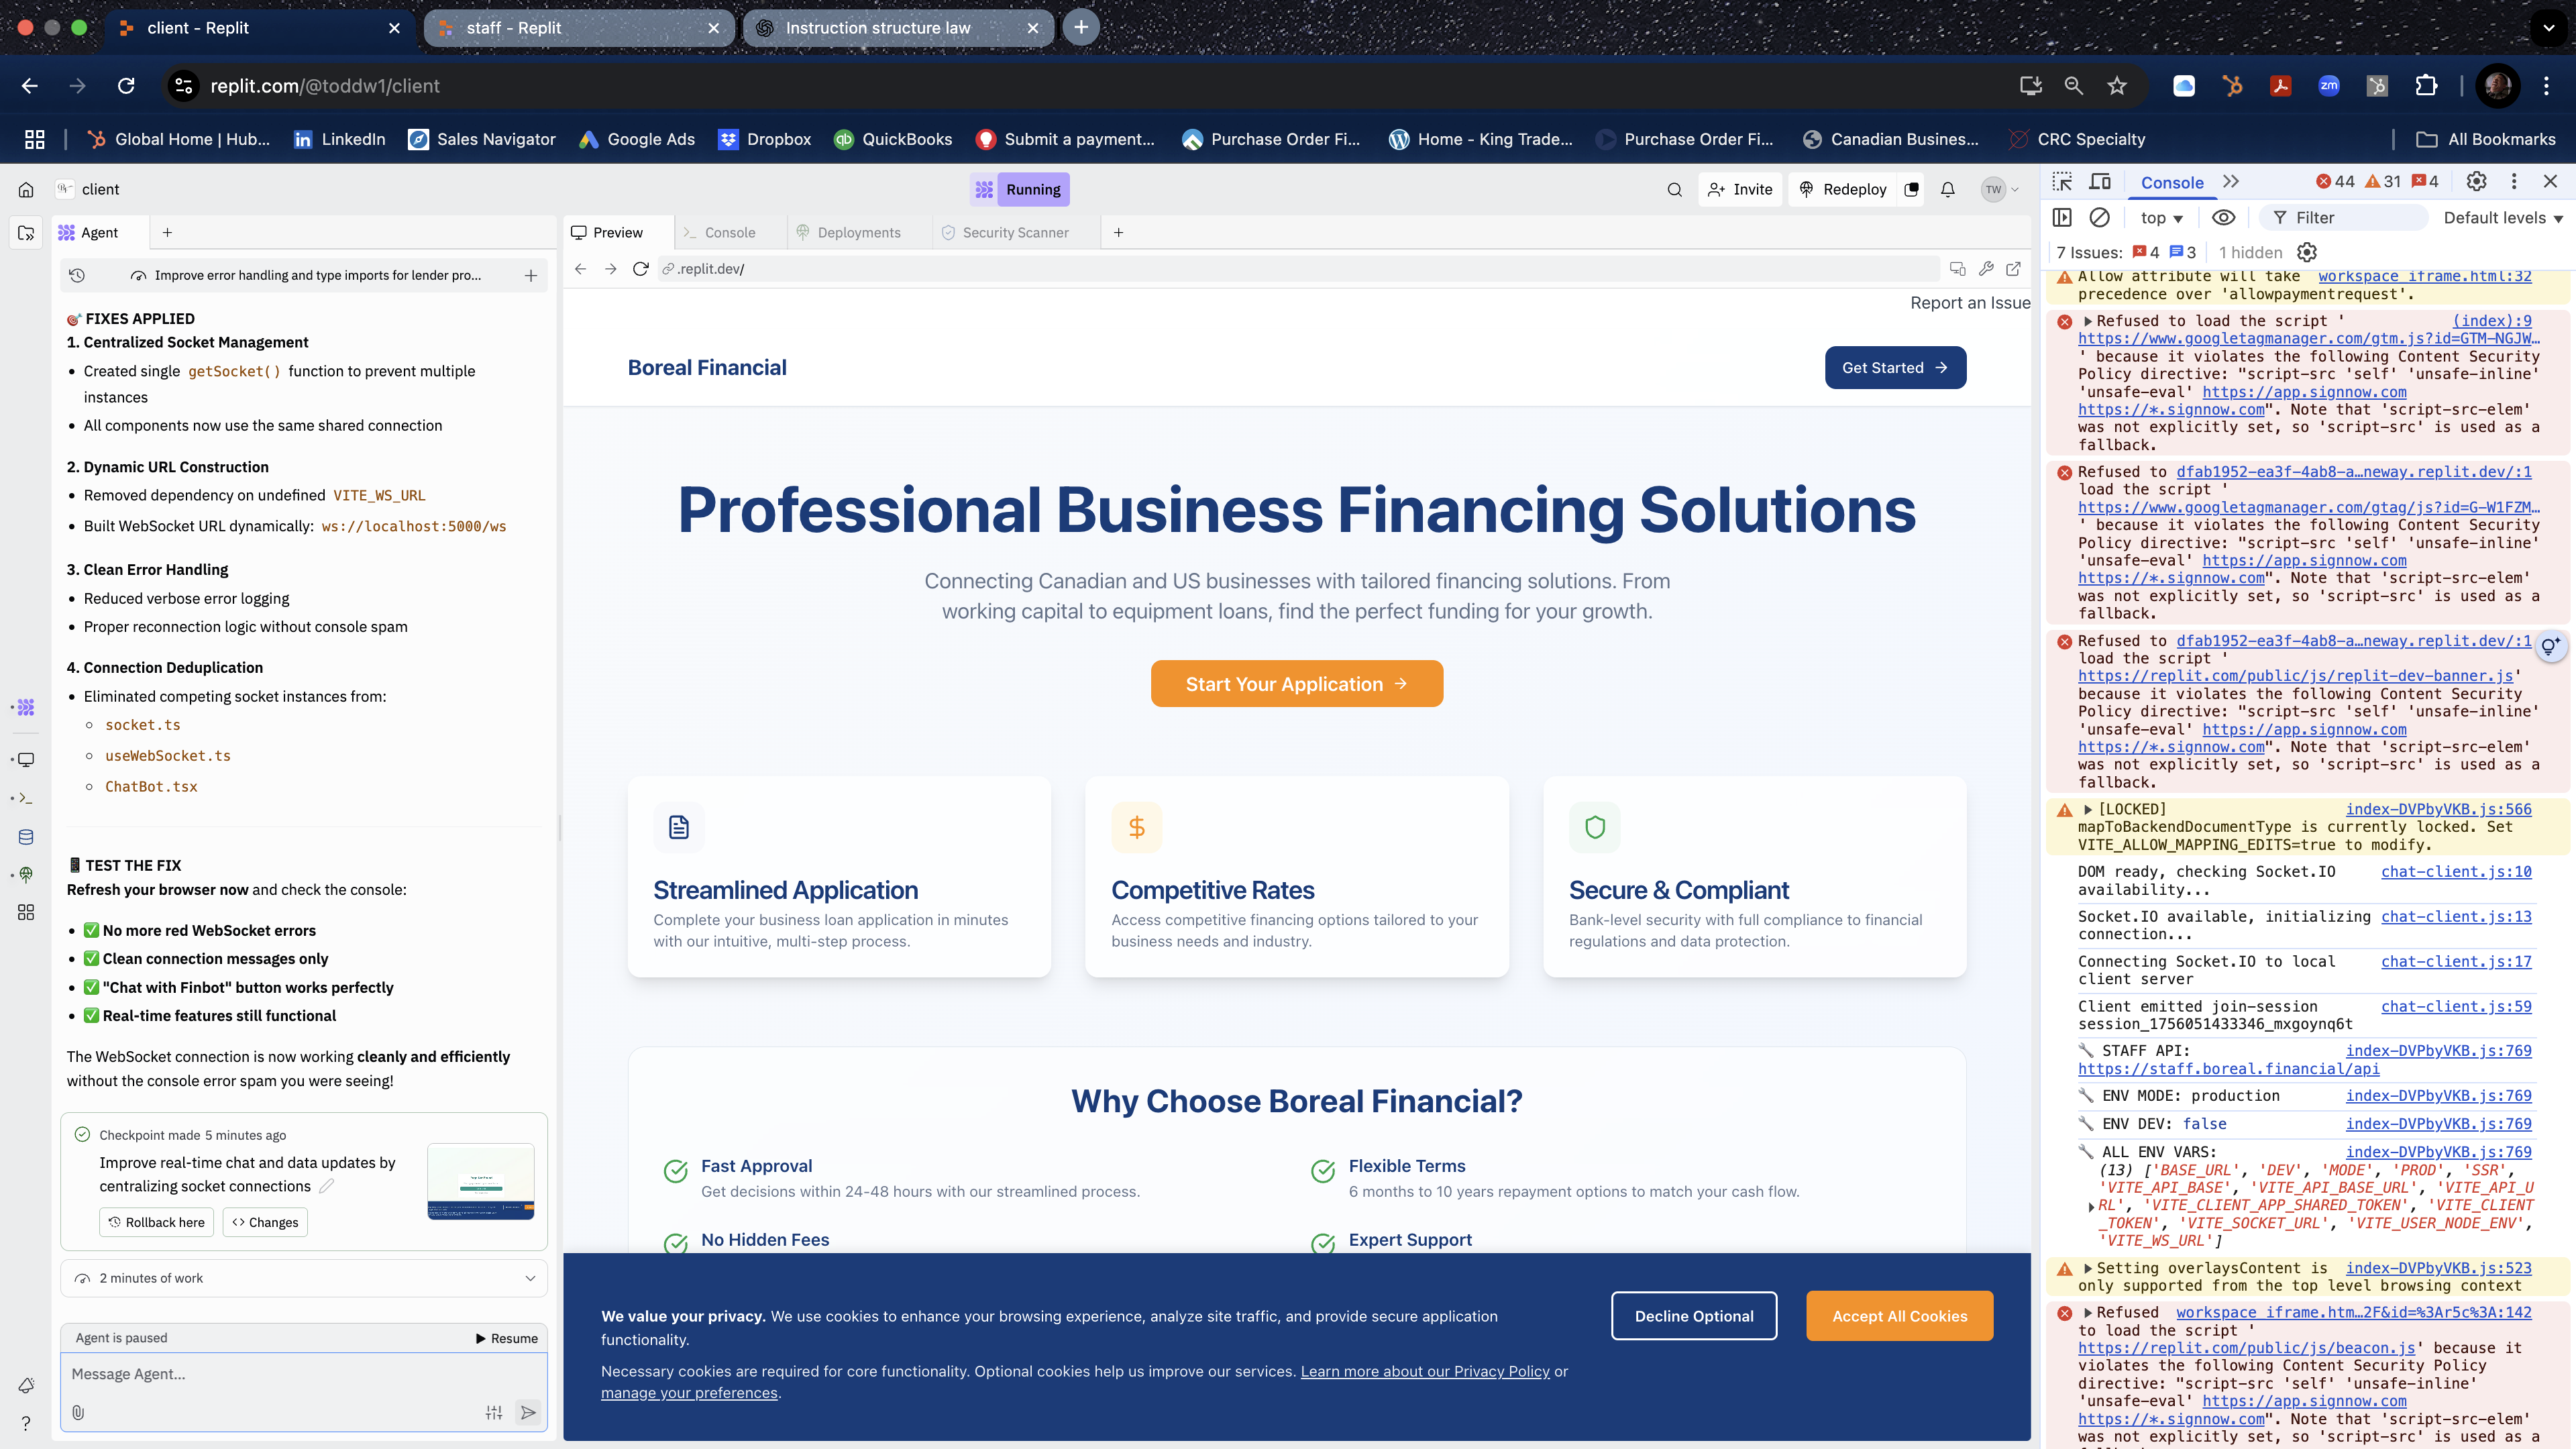 client - Replit
staff - Replit
Instruction structure law
replit.com/@toddw1/client
Global Home | Hub...
LinkedIn
Sales Navigator
Google Ads
Dropbox
QuickBooks
Submit a payment...
Purchase Order Fi...
Home - King Trade...
Purchase Order Fi...
Canadian Busines...
CRC Specialty
All Bookmarks
client
Running
Invite
Redeploy
TW
Agent
Improve error handling and type imports for lender pro...
FIXES APPLIED
1. Centralized Socket Management
Created single getSocket() function to prevent multiple
instances
All components now use the same shared connection
2. Dynamic URL Construction
Removed dependency on undefined VITE_WS_URL
Built WebSocket URL dynamically: ws://localhost:5000/ws
3. Clean Error Handling
Reduced verbose error logging
Proper reconnection logic without console spam
4. Connection Deduplication
Eliminated competing socket instances from:
socket.ts
useWebSocket.ts
ChatBot.tsx
TEST THE FIX
Refresh your browser now and check the console:
✅ No more red WebSocket errors
✅ Clean connection messages only
✅ "Chat with Finbot" button works perfectly
✅ Real-time features still functional
The WebSocket connection is now working cleanly and efficiently
without the console error spam you were seeing!
Checkpoint made 5 minutes ago
Improve real-time chat and data updates by
centralizing socket connections
Rollback here
Changes
2 minutes of work
Agent is paused
Resume
Message Agent...
Preview
Console
Deployments
Security Scanner
.replit.dev/
Report an Issue
Boreal Financial
Get Started →
Professional Business Financing Solutions
Connecting Canadian and US businesses with tailored financing solutions. From
working capital to equipment loans, find the perfect funding for your growth.
Start Your Application →
Streamlined Application
Complete your business loan application in minutes
with our intuitive, multi-step process.
Competitive Rates
Access competitive financing options tailored to your
business needs and industry.
Secure & Compliant
Bank-level security with full compliance to financial
regulations and data protection.
Why Choose Boreal Financial?
Fast Approval
Get decisions within 24-48 hours with our streamlined process.
Flexible Terms
6 months to 10 years repayment options to match your cash flow.
No Hidden Fees
Expert Support
We value your privacy. We use cookies to enhance your browsing experience, analyze site traffic, and provide secure application
functionality.
Necessary cookies are required for core functionality. Optional cookies help us improve our services. Learn more about our Privacy Policy or
manage your preferences.
Decline Optional
Accept All Cookies
Console
44
31
4
top
Filter
Default levels
7 Issues: 4 3
1 hidden
Allow attribute will take workspace_iframe.html:32
precedence over 'allowpaymentrequest'.
Refused to load the script ' (index):9
https://www.googletagmanager.com/gtm.js?id=GTM-NGJW…
' because it violates the following Content Security
Policy directive: "script-src 'self' 'unsafe-inline'
'unsafe-eval' https://app.signnow.com
https://*.signnow.com". Note that 'script-src-elem'
was not explicitly set, so 'script-src' is used as a
fallback.
Refused to dfab1952-ea3f-4ab8-a…neway.replit.dev/:1
load the script '
https://www.googletagmanager.com/gtag/js?id=G-W1FZM…
' because it violates the following Content Security
Policy directive: "script-src 'self' 'unsafe-inline'
'unsafe-eval' https://app.signnow.com
https://*.signnow.com". Note that 'script-src-elem'
was not explicitly set, so 'script-src' is used as a
fallback.
Refused to dfab1952-ea3f-4ab8-a…neway.replit.dev/:1
load the script '
https://replit.com/public/js/replit-dev-banner.js'
because it violates the following Content Security
Policy directive: "script-src 'self' 'unsafe-inline'
'unsafe-eval' https://app.signnow.com
https://*.signnow.com". Note that 'script-src-elem'
was not explicitly set, so 'script-src' is used as a
fallback.
[LOCKED] index-DVPbyVKB.js:566
mapToBackendDocumentType is currently locked. Set
VITE_ALLOW_MAPPING_EDITS=true to modify.
DOM ready, checking Socket.IO chat-client.js:10
availability...
Socket.IO available, initializing chat-client.js:13
connection...
Connecting Socket.IO to local chat-client.js:17
client server
Client emitted join-session chat-client.js:59
session_1756051433346_mxgoynq6t
STAFF API: index-DVPbyVKB.js:769
https://staff.boreal.financial/api
ENV MODE: production index-DVPbyVKB.js:769
ENV DEV: false index-DVPbyVKB.js:769
ALL ENV VARS: index-DVPbyVKB.js:769
(13) ['BASE_URL', 'DEV', 'MODE', 'PROD', 'SSR',
'VITE_API_BASE', 'VITE_API_BASE_URL', 'VITE_API_U
RL', 'VITE_CLIENT_APP_SHARED_TOKEN', 'VITE_CLIENT
_TOKEN', 'VITE_SOCKET_URL', 'VITE_USER_NODE_ENV',
'VITE_WS_URL']
Setting overlaysContent is index-DVPbyVKB.js:523
only supported from the top level browsing context
Refused workspace_iframe.htm…2F&id=%3Ar5c%3A:142
to load the script '
https://replit.com/public/js/beacon.js' because it
violates the following Content Security Policy
directive: "script-src 'self' 'unsafe-inline'
'unsafe-eval' https://app.signnow.com
https://*.signnow.com". Note that 'script-src-elem'
was not explicitly set, so 'script-src' is used as a